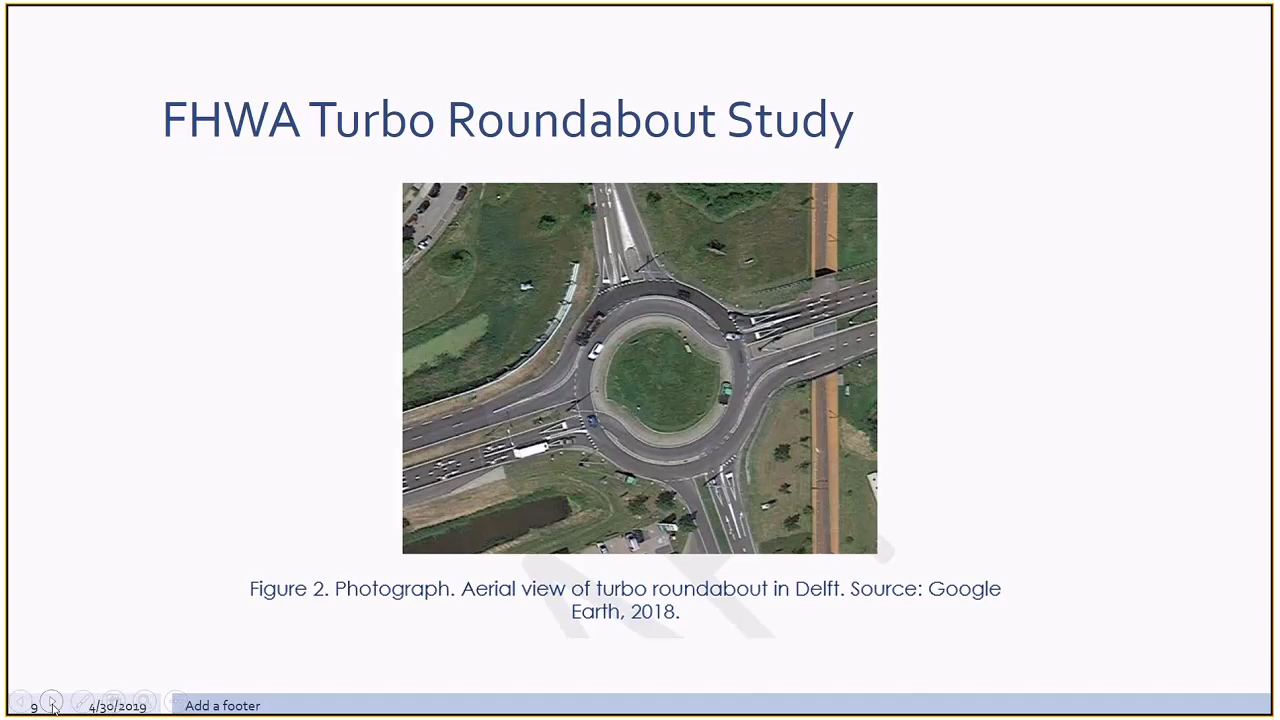 FHWA Turbo Roundabout Study
Figure 2. Photograph. Aerial view of turbo roundabout in Delft. Source: Google
Earth, 2018.
9 4/30/2019 Add a footer